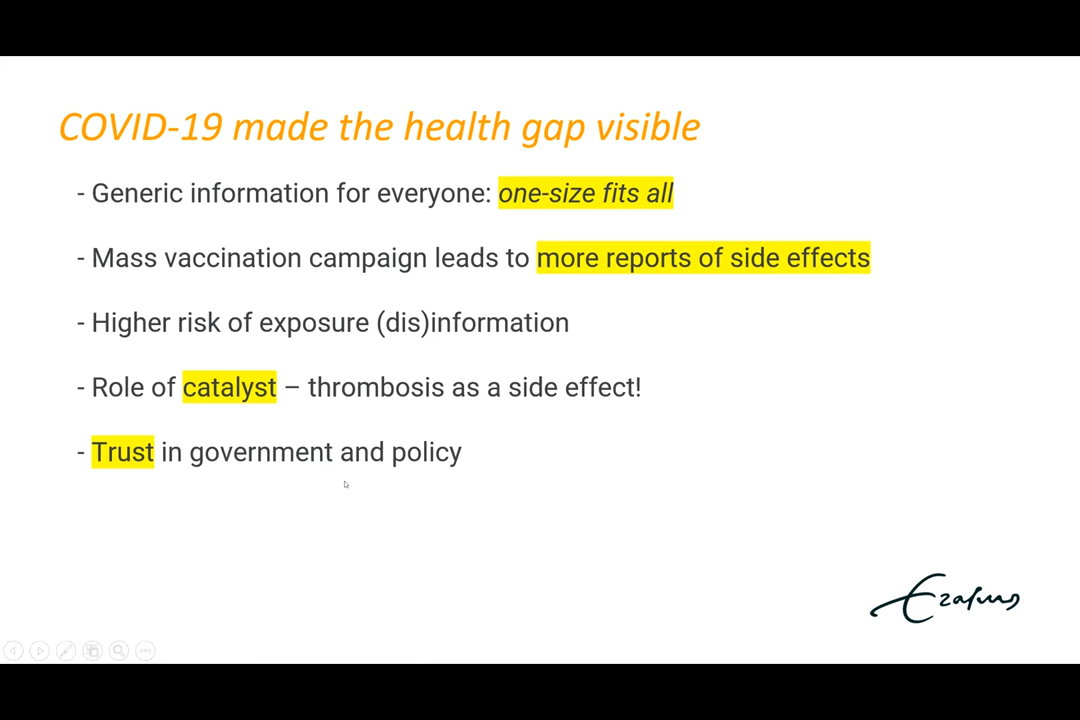 COVID-19 made the health gap visible
- Generic information for everyone: one-size fits all
- Mass vaccination campaign leads to more reports of side effects
- Higher risk of exposure (dis)information
- Role of catalyst – thrombosis as a side effect!
- Trust in government and policy
Erasmus